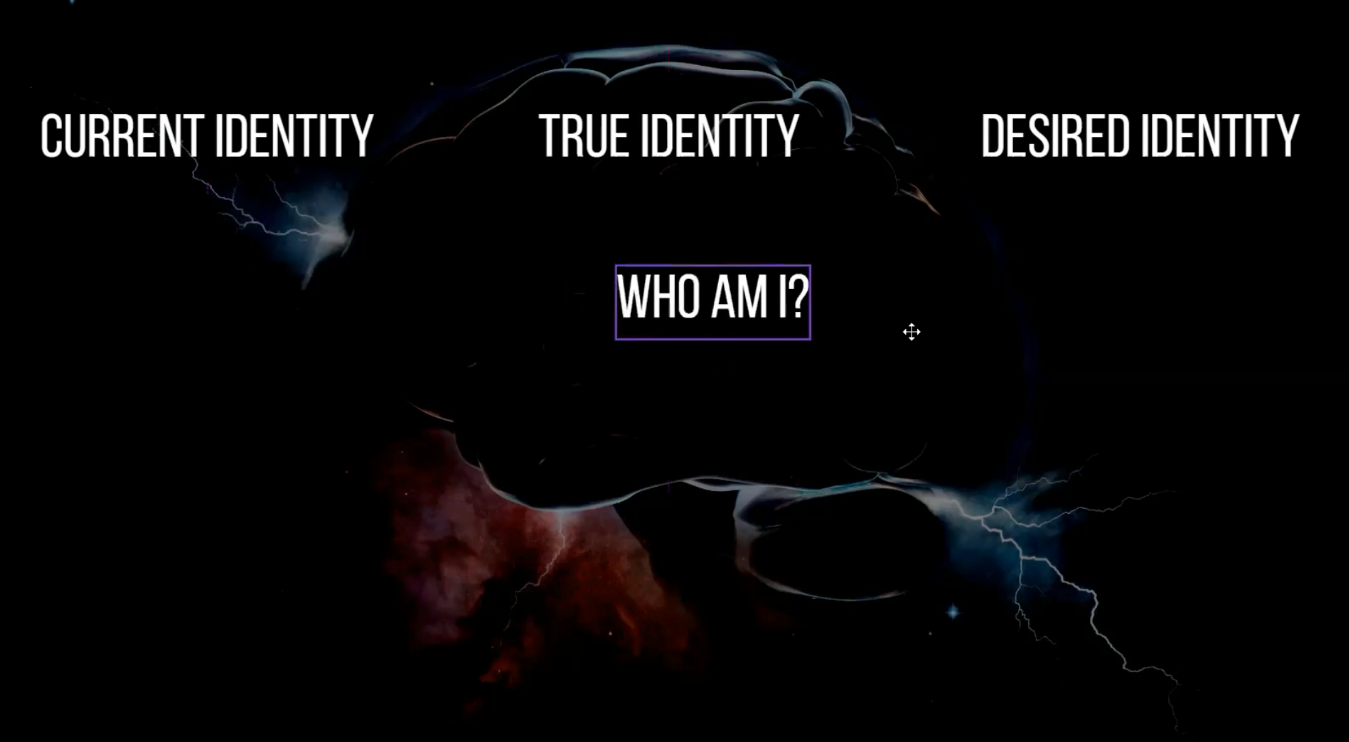 CURRENT IDENTITY
TRUE IDENTITY
DESIRED IDENTITY
WHO AM I?